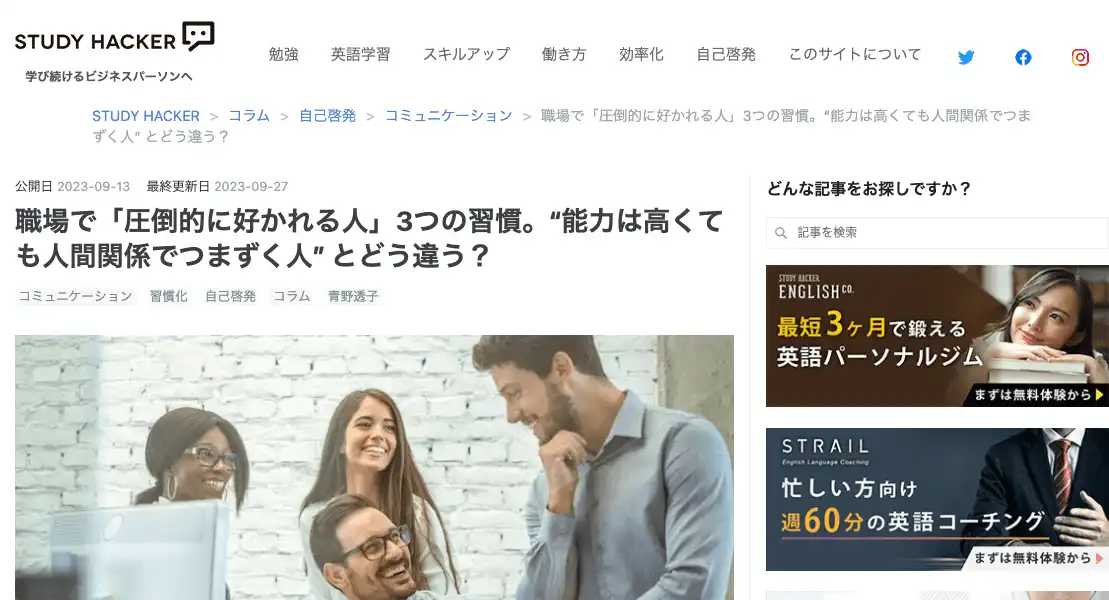 STUDY HACKER
学び続けるビジネスパーソンへ
勉強 英語学習 スキルアップ 働き方 効率化 自己啓発 このサイトについて
STUDY HACKER > コラム > 自己啓発 > コミュニケーション > 職場で「圧倒的に好かれる人」3つの習慣。“能力は高くても人間関係でつま
ずく人” とどう違う？
公開日 2023-09-13 最終更新日 2023-09-27
職場で「圧倒的に好かれる人」3つの習慣。“能力は高くて
も人間関係でつまずく人” とどう違う？
コミュニケーション 習慣化 自己啓発 コラム 青野透子
どんな記事をお探しですか？
記事を検索
STUDY HACKER
ENGLISH CO.
最短3ヶ月で鍛える
英語パーソナルジム
まずは無料体験から
STRAIL
English Language Coaching
忙しい方向け
週60分の英語コーチング
まずは無料体験から